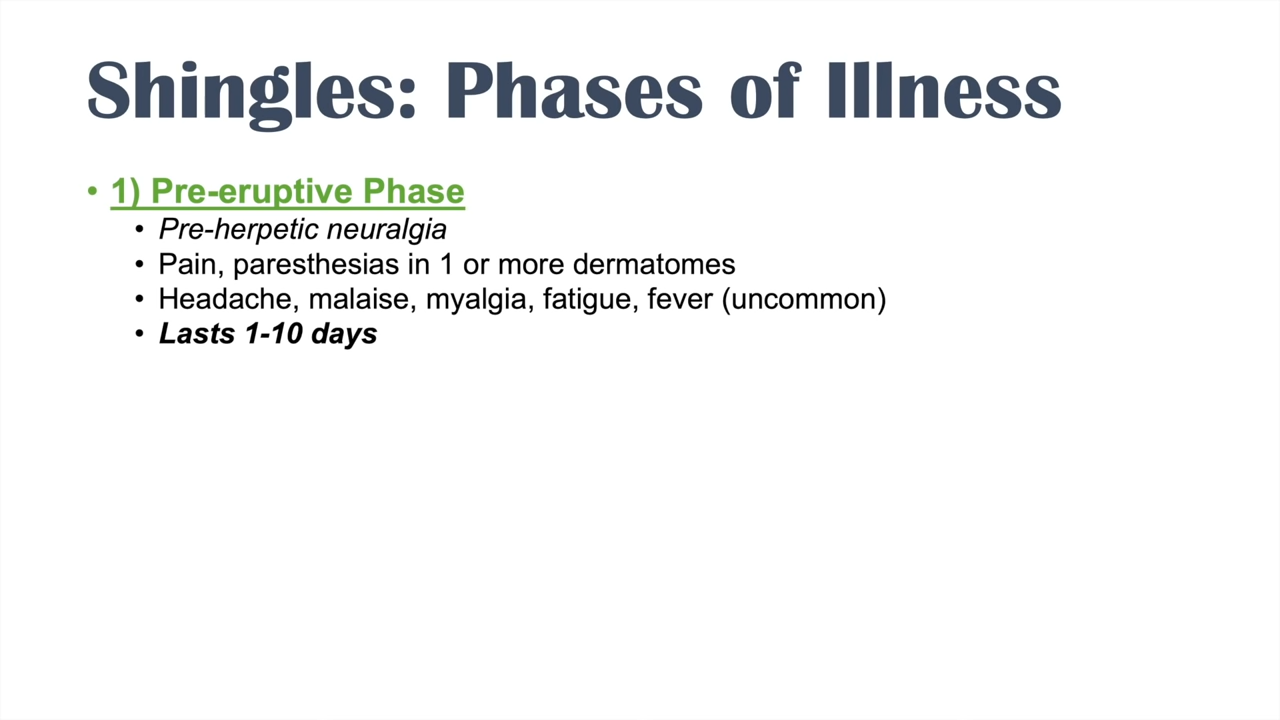 Shingles: Phases of Illness
• 1) Pre-eruptive Phase
• Pre-herpetic neuralgia
• Pain, paresthesias in 1 or more dermatomes
• Headache, malaise, myalgia, fatigue, fever (uncommon)
• Lasts 1-10 days